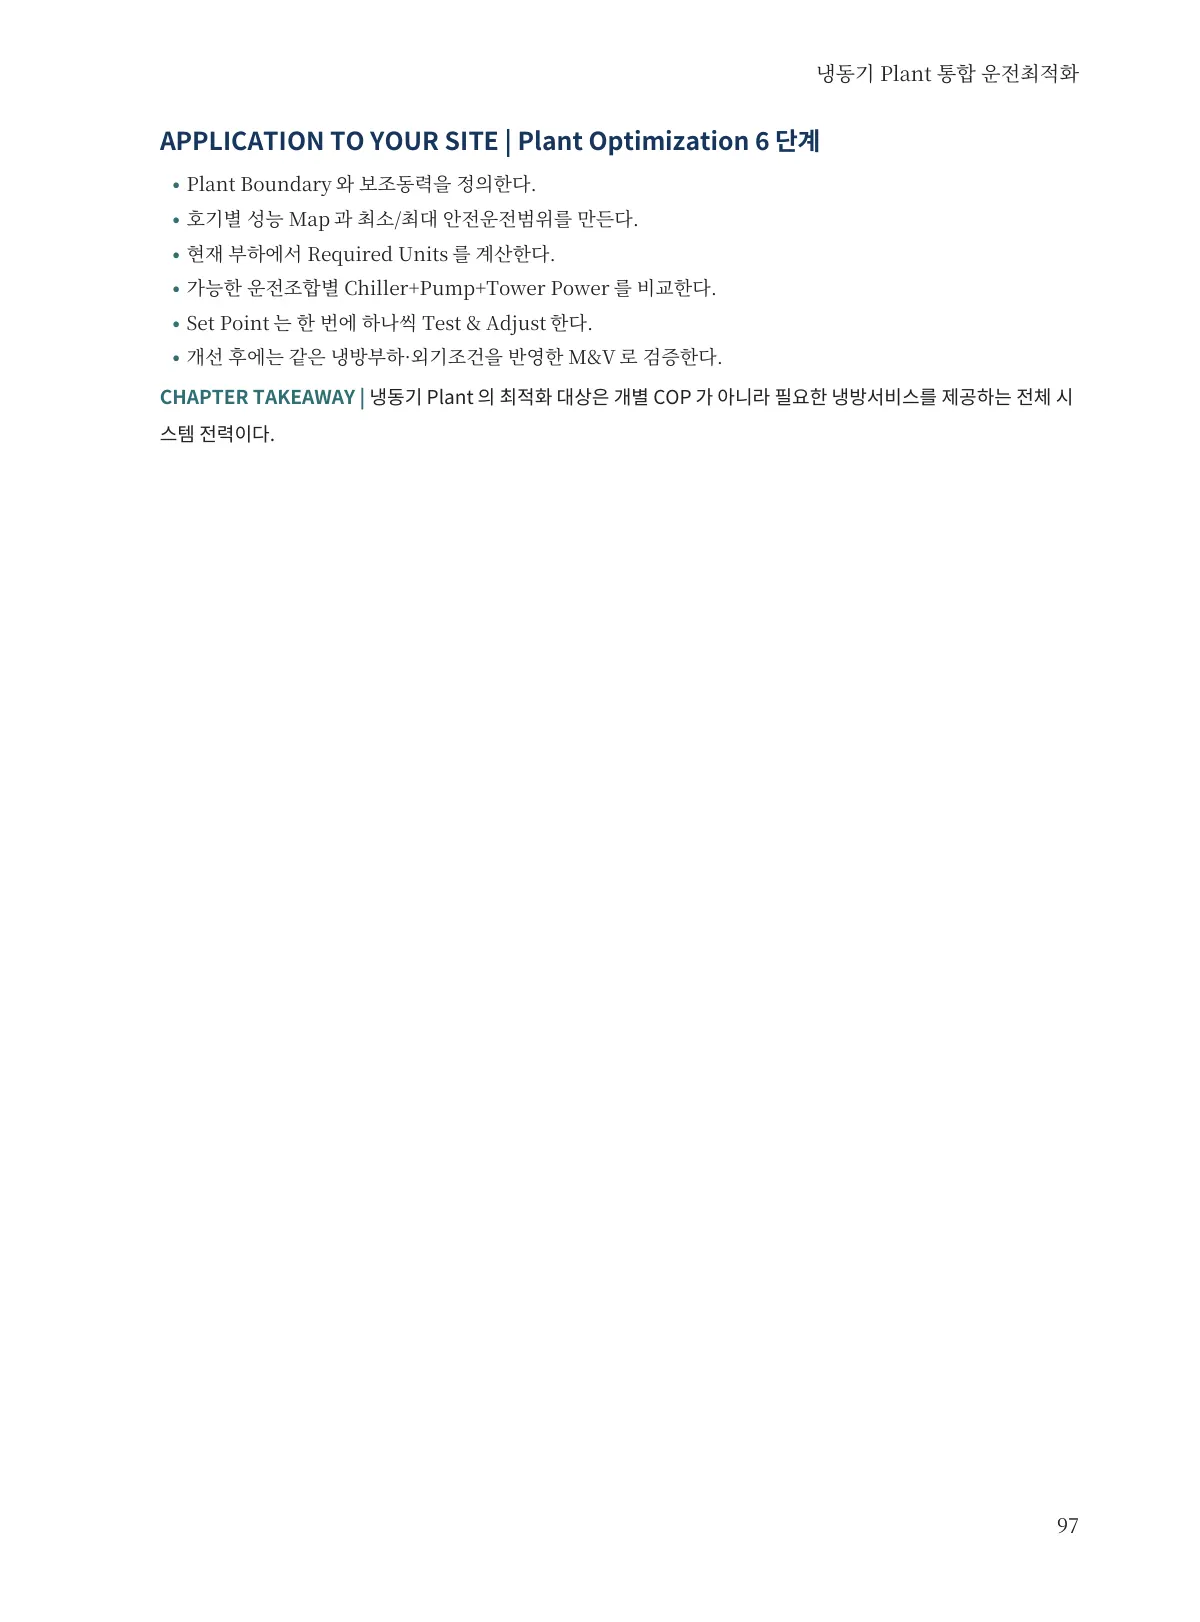 냉동기 Plant 통합 운전최적화
APPLICATION TO YOUR SITE | Plant Optimization 6 단계
• Plant Boundary 와 보조동력을 정의한다.
• 호기별 성능 Map 과 최소/최대 안전운전범위를 만든다.
• 현재 부하에서 Required Units 를 계산한다.
• 가능한 운전조합별 Chiller+Pump+Tower Power 를 비교한다.
• Set Point 는 한 번에 하나씩 Test & Adjust 한다.
• 개선 후에는 같은 냉방부하·외기조건을 반영한 M&V 로 검증한다.
CHAPTER TAKEAWAY | 냉동기 Plant 의 최적화 대상은 개별 COP 가 아니라 필요한 냉방서비스를 제공하는 전체 시
스템 전력이다.
97